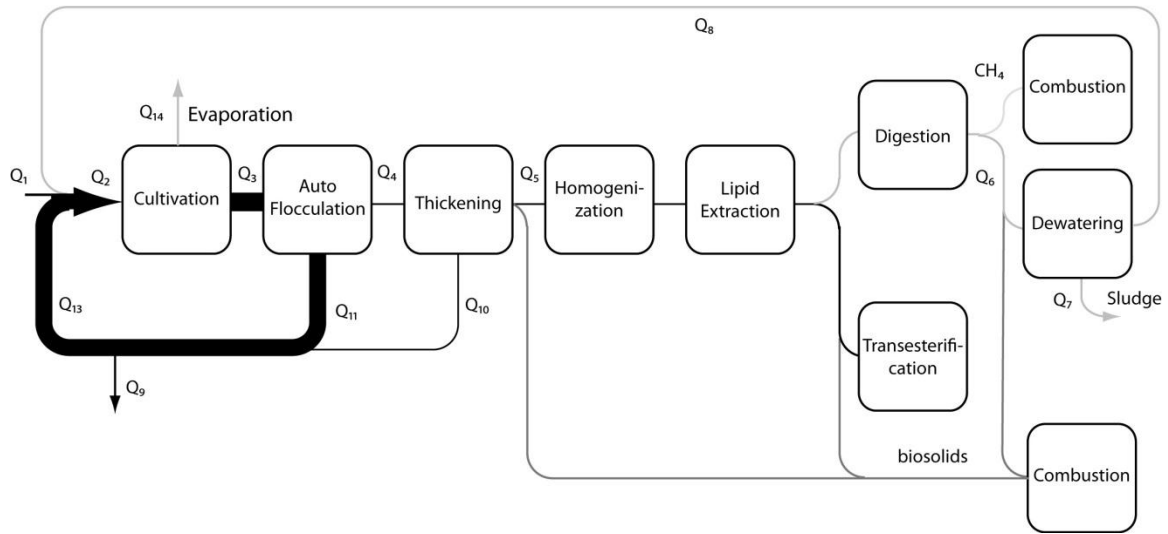 Q₈
CH₄
Combustion
Q₁₄
Evaporation
Digestion
Q₁
Q₂
Cultivation
Q₃
Auto
Flocculation
Q₄
Thickening
Q₅
Homogeni-
zation
Lipid
Extraction
Q₆
Dewatering
Q₇
Sludge
Q₁₃
Q₁₁
Q₁₀
Q₉
Transesterifi-
cation
biosolids
Combustion